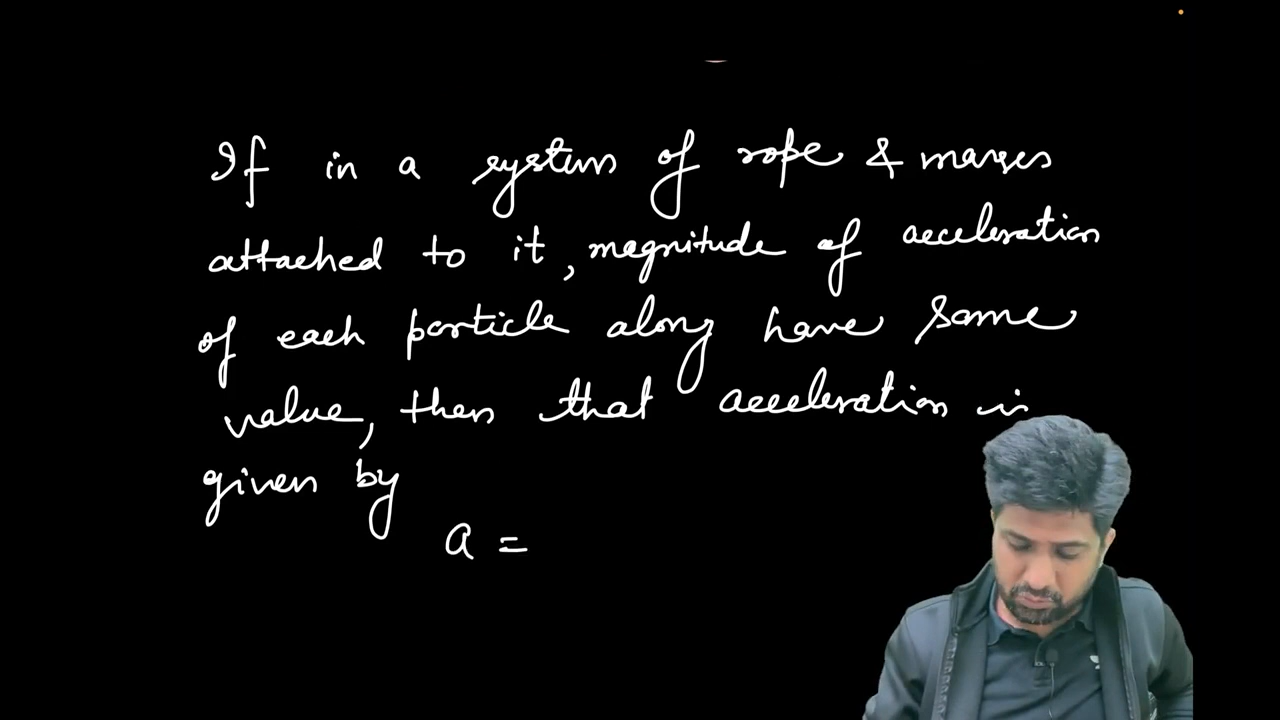 If in a system of rope & masses
attached to it, magnitude of acceleration
of each particle along have same
value, then that acceleration is
given by
a =